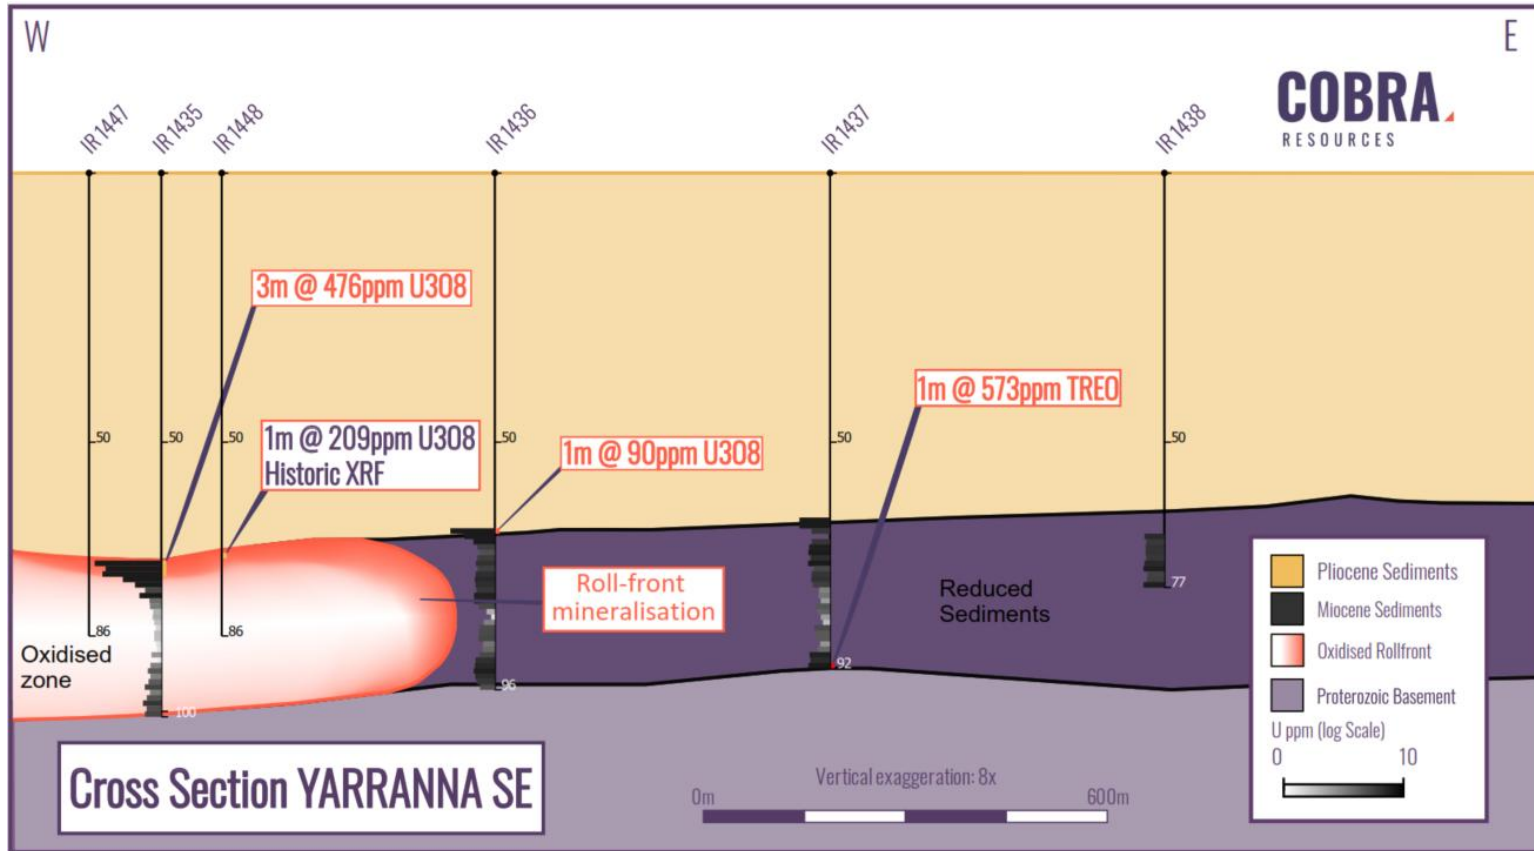 W
E
COBRA
RESOURCES
IR1447
IR1435
IR1448
IR1436
IR1437
IR1438
3m @ 476ppm U3O8
1m @ 573ppm TREO
1m @ 209ppm U3O8
Historic XRF
1m @ 90ppm U3O8
50
50
50
50
50
50
Roll-front
mineralisation
Reduced
Sediments
77
86
86
92
96
100
Oxidised
zone
Pliocene Sediments
Miocene Sediments
Oxidised Rollfront
Proterozoic Basement
U ppm (log Scale)
0 10
Cross Section YARRANNA SE
Vertical exaggeration: 8x
0m 600m